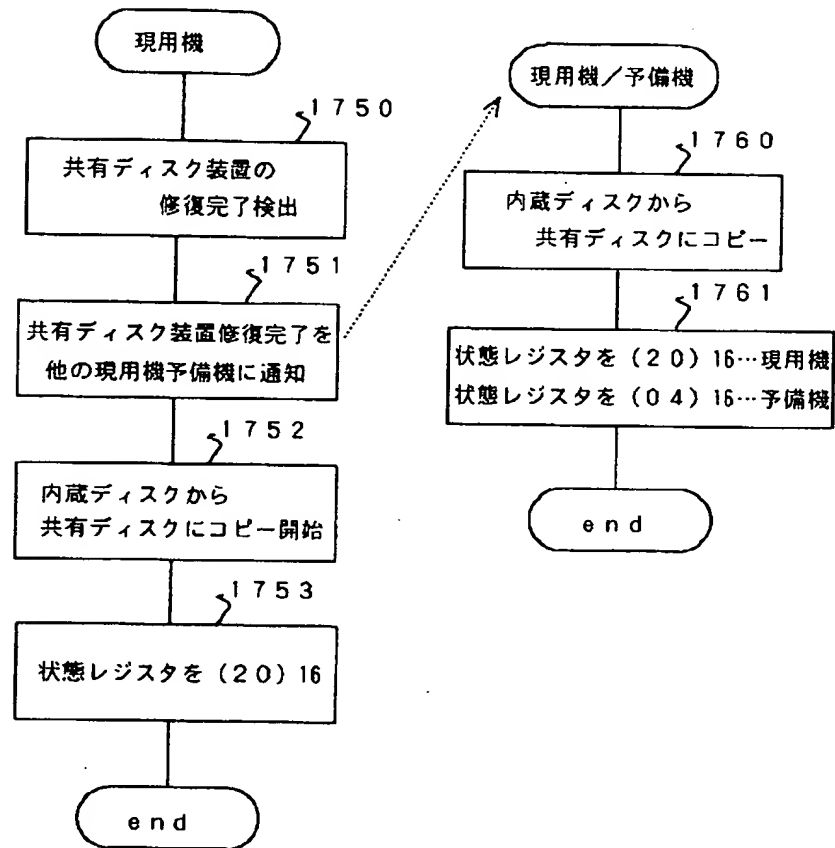 現用機
1750
共有ディスク装置の
修復完了検出
1751
共有ディスク装置修復完了を
他の現用機予備機に通知
1752
内蔵ディスクから
共有ディスクにコピー開始
1753
状態レジスタを(20)16
end
現用機/予備機
1760
内蔵ディスクから
共有ディスクにコピー
1761
状態レジスタを(20)16…現用機
状態レジスタを(04)16…予備機
end